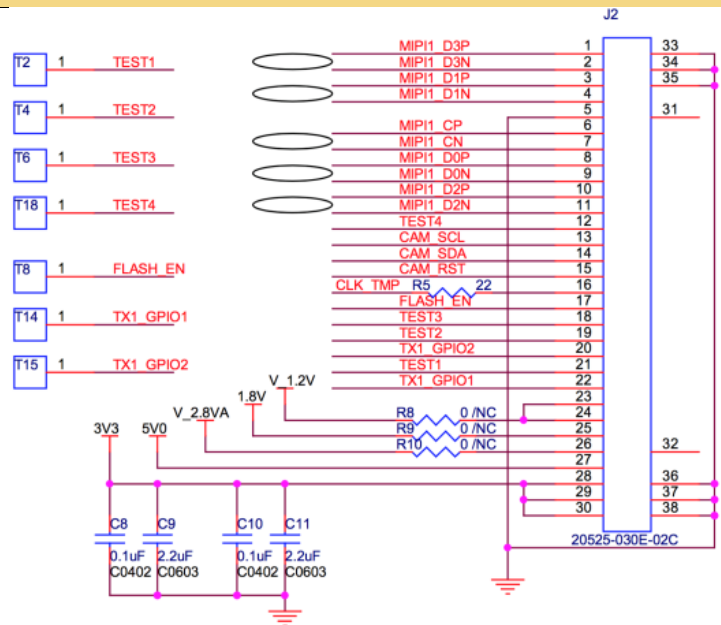 J2
MIPI1_D3P 1 33
T2 1 TEST1 MIPI1_D3N 2 34
MIPI1_D1P 3 35
MIPI1_D1N 4
T4 1 TEST2 5 31
MIPI1_CP 6
MIPI1_CN 7
T6 1 TEST3 MIPI1_D0P 8
MIPI1_D0N 9
MIPI1_D2P 10
T18 1 TEST4 MIPI1_D2N 11
TEST4 12
CAM_SCL 13
CAM_SDA 14
T8 1 FLASH_EN CAM_RST 15
CLK_TMP R5 22 16
FLASH_EN 17
T14 1 TX1_GPIO1 TEST3 18
TEST2 19
TX1_GPIO2 20
T15 1 TX1_GPIO2 TEST1 21
V_1.2V TX1_GPIO1 22
1.8V 23
V_2.8VA R8 0 /NC 24
3V3 5V0 R9 0 /NC 25
R10 0 /NC 26 32
27
28 36
29 37
30 38
C8 C9 C10 C11
20525-030E-02C
0.1uF 2.2uF 0.1uF 2.2uF
C0402 C0603 C0402 C0603